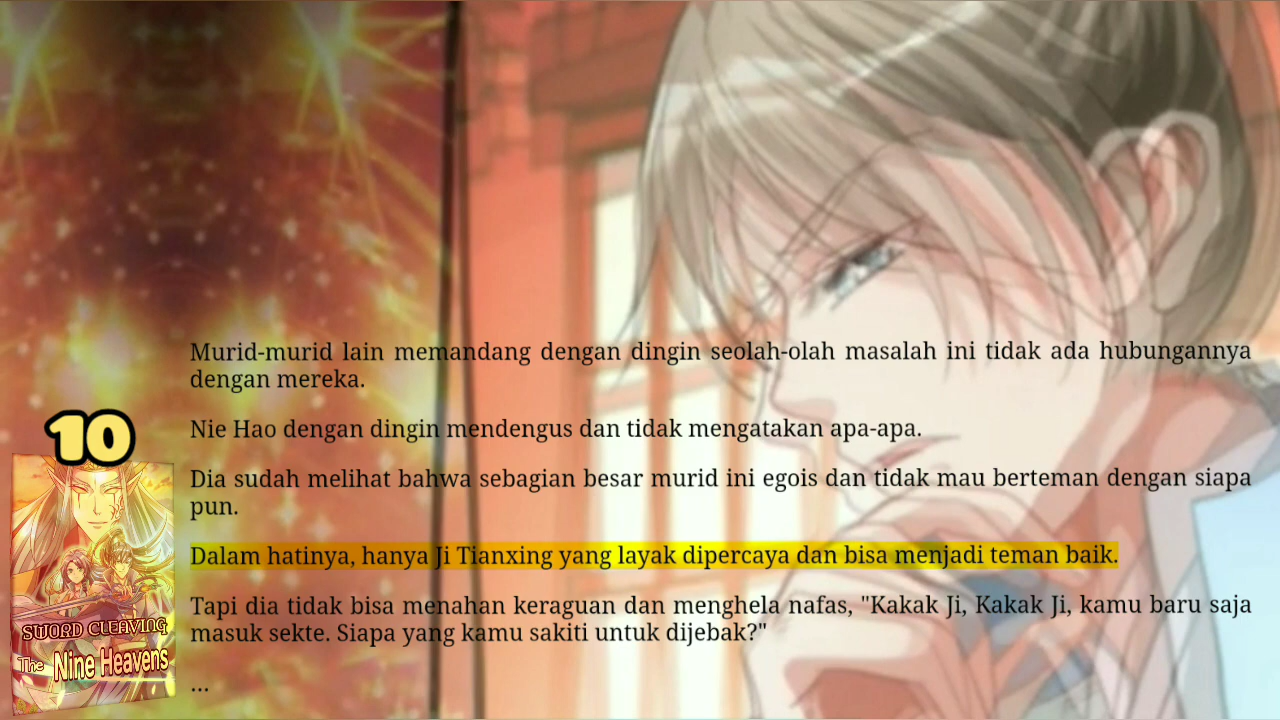 Murid-murid lain memandang dengan dingin seolah-olah masalah ini tidak ada hubungannya
dengan mereka.
Nie Hao dengan dingin mendengus dan tidak mengatakan apa-apa.
Dia sudah melihat bahwa sebagian besar murid ini egois dan tidak mau berteman dengan siapa
pun.
Dalam hatinya, hanya Ji Tianxing yang layak dipercaya dan bisa menjadi teman baik.
Tapi dia tidak bisa menahan keraguan dan menghela nafas, "Kakak Ji, Kakak Ji, kamu baru saja
masuk sekte. Siapa yang kamu sakiti untuk dijebak?"
...
10
SWORD CLEAVING
The Nine Heavens